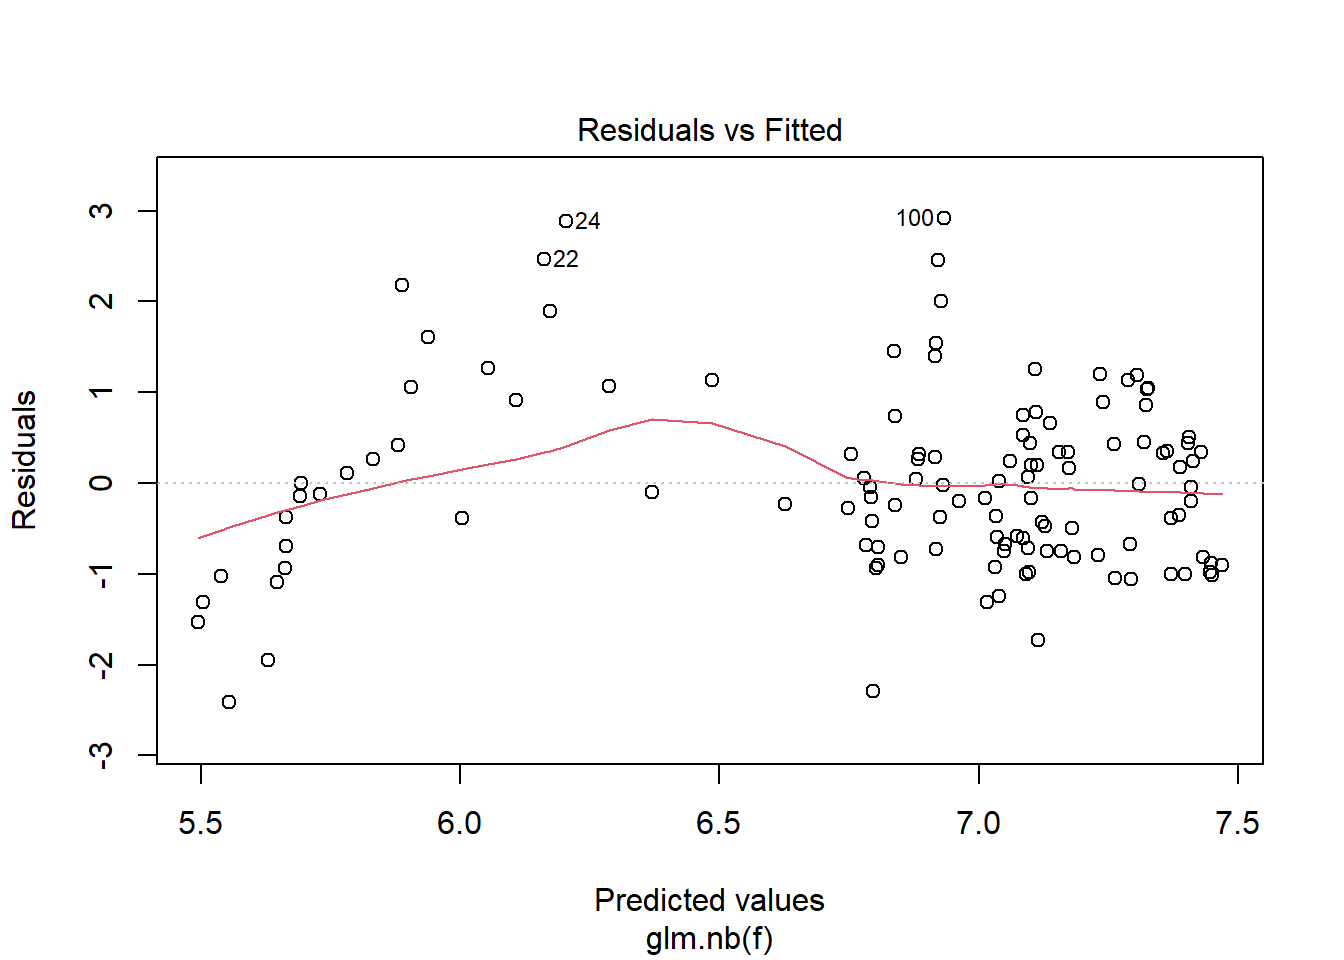 Residuals vs Fitted
Residuals
3
2
1
0
-1
-2
-3
24
22
100
5.5 6.0 6.5 7.0 7.5
Predicted values
glm.nb(f)